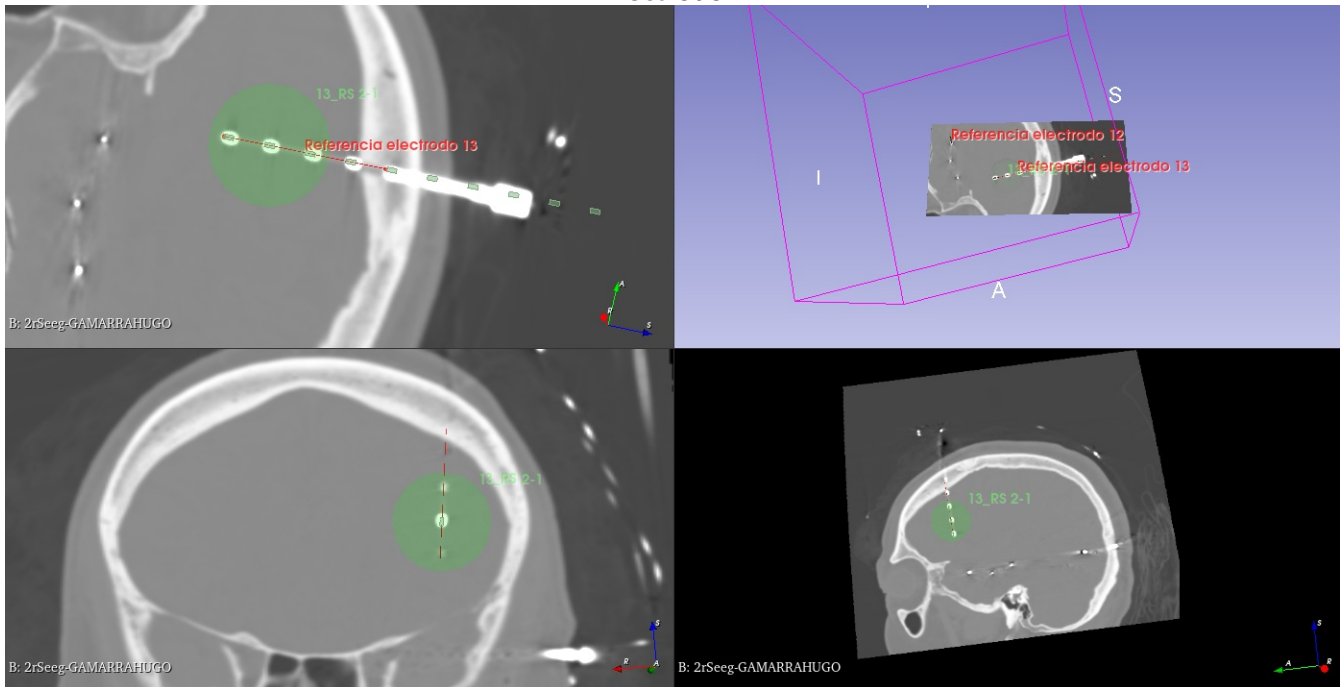 13_RS 2-1
Referencia electrodo 13
R
A
S
B: 2rSeeg-GAMARRAHUGO
S
Referencia electrodo 12
Referencia electrodo 13
I
A
13_RS 2-1
S
R
A
B: 2rSeeg-GAMARRAHUGO
13_RS 2-1
S
A
R
B: 2rSeeg-GAMARRAHUGO